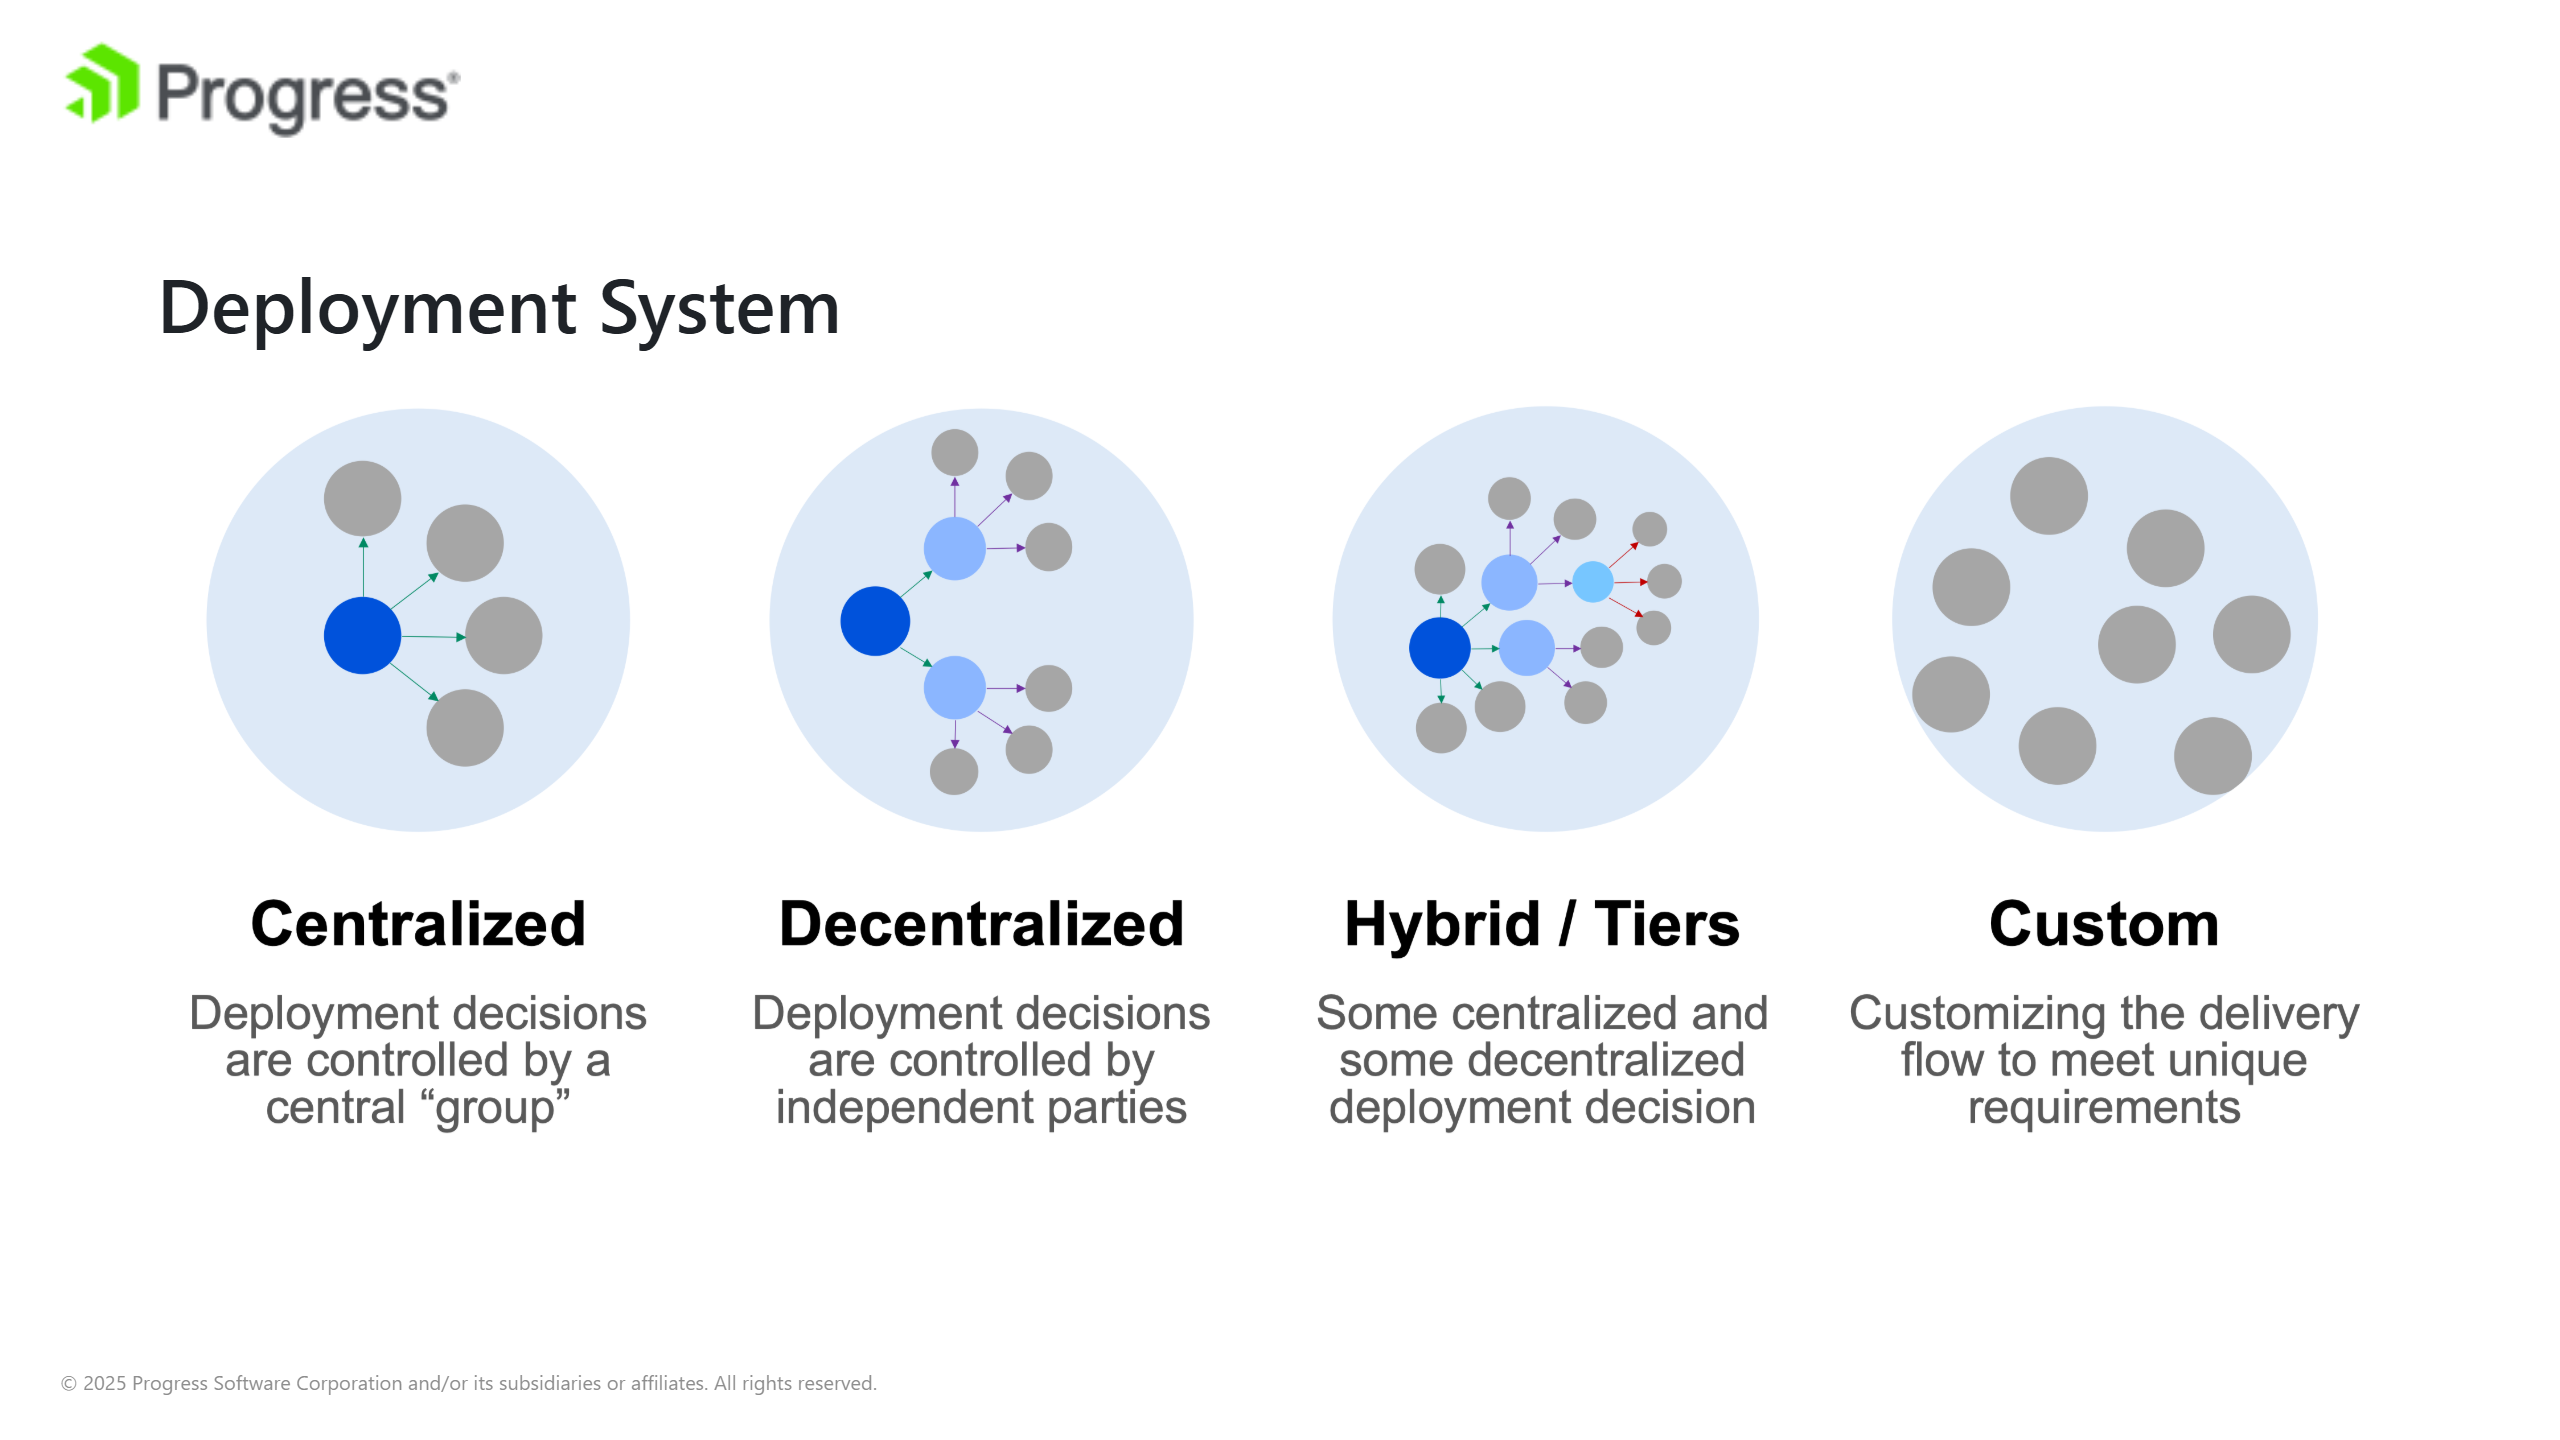 Progress®
Deployment System
Centralized
Deployment decisions
are controlled by a
central “group”
Decentralized
Deployment decisions
are controlled by
independent parties
Hybrid / Tiers
Some centralized and
some decentralized
deployment decision
Custom
Customizing the delivery
flow to meet unique
requirements
© 2025 Progress Software Corporation and/or its subsidiaries or affiliates. All rights reserved.